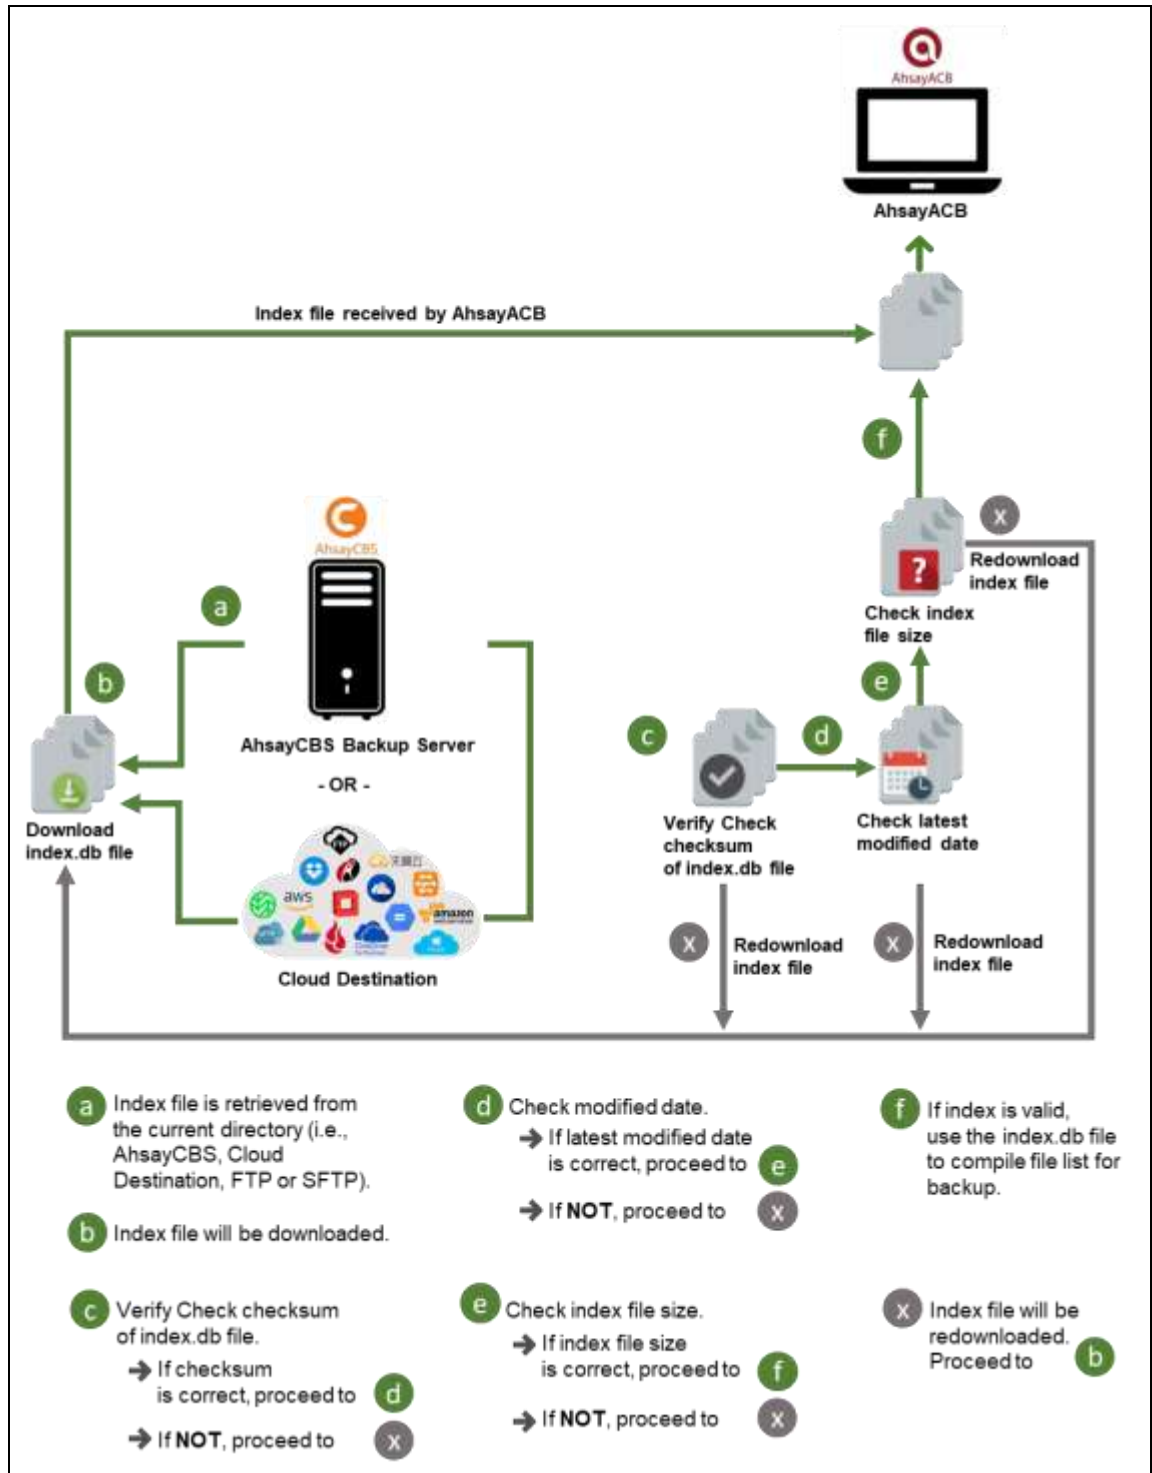 AhsayACB
AhsayACB
Index file received by AhsayACB
f
x
Redownload
index file
?
Check index
file size
e
AhsayCBS
a
b
c
d
AhsayCBS Backup Server
- OR -
Download
index.db file
Verify Check
checksum
of index.db file
Check latest
modified date
aws
amazon
x
Redownload
index file
x
Redownload
index file
Cloud Destination
a Index file is retrieved from
the current directory (i.e.,
AhsayCBS, Cloud
Destination, FTP or SFTP).
b Index file will be downloaded.
c Verify Check checksum
of index.db file.
➔ If checksum
is correct, proceed to d
➔ If NOT, proceed to x
d Check modified date.
➔ If latest modified date
is correct, proceed to e
➔ If NOT, proceed to x
e Check index file size.
➔ If index file size
is correct, proceed to f
➔ If NOT, proceed to x
f If index is valid,
use the index.db file
to compile file list for
backup.
x Index file will be
redownloaded.
Proceed to b